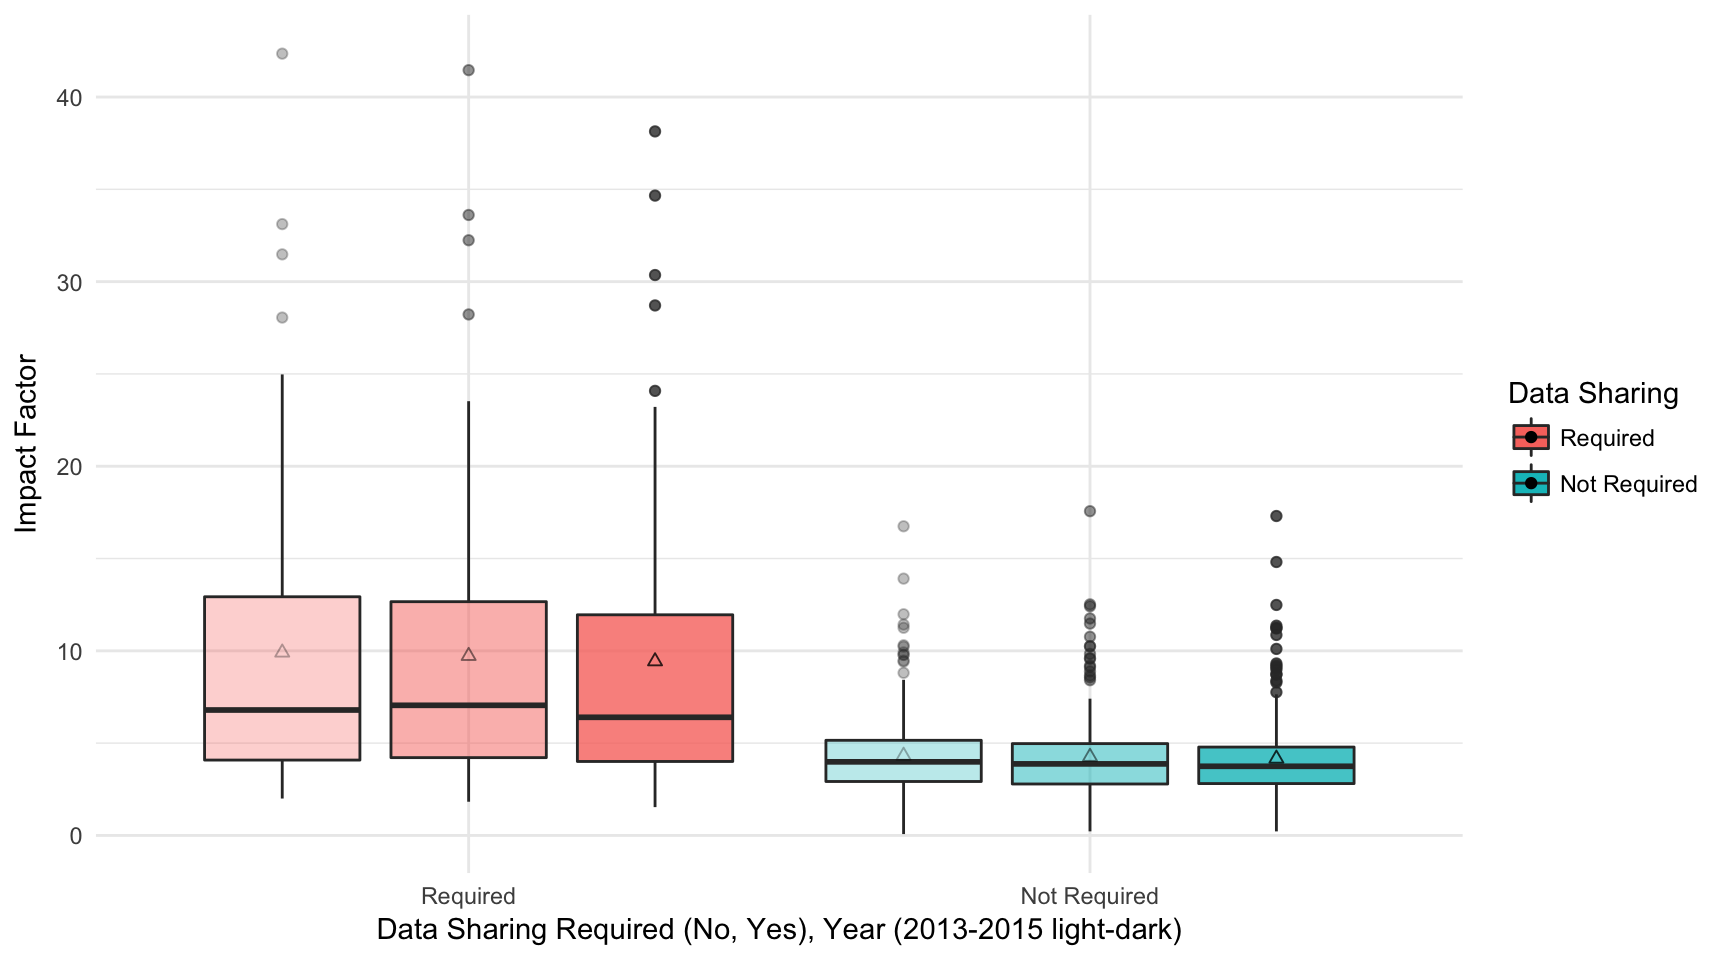 40
30
20
10
0
Impact Factor
Required
Not Required
Data Sharing Required (No, Yes), Year (2013-2015 light-dark)
Data Sharing
Required
Not Required